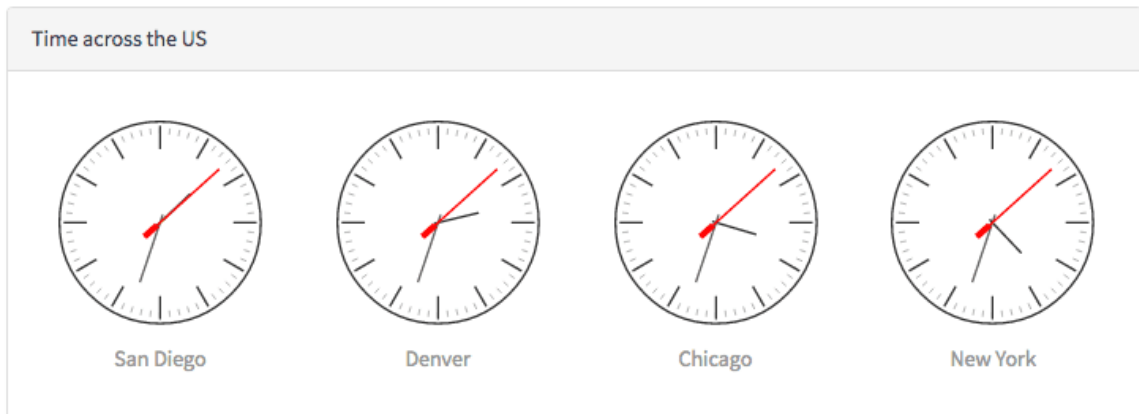 Time across the US
San Diego
Denver
Chicago
New York